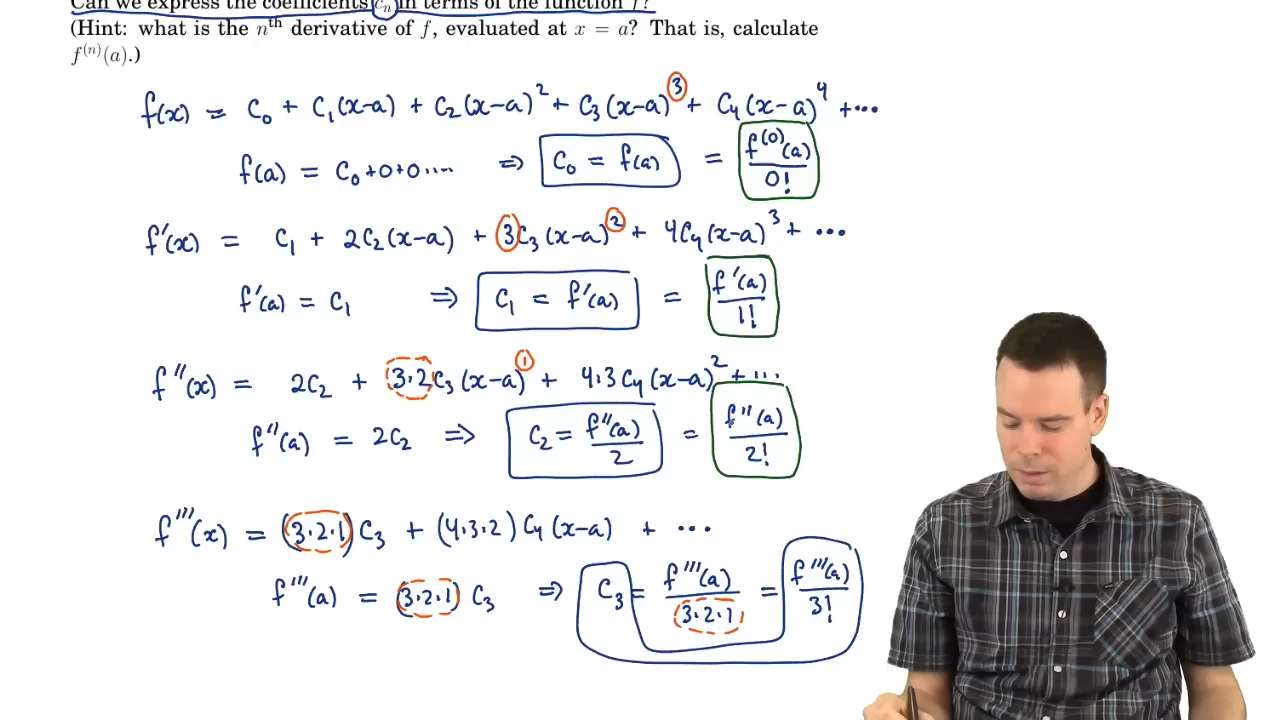 Can we express the coefficients cₙ in terms of the function f?
(Hint: what is the nᵗʰ derivative of f, evaluated at x = a? That is, calculate
f⁽ⁿ⁾(a).)
f(x) = C₀ + C₁(x-a) + C₂(x-a)² + C₃(x-a)³ + C₄(x-a)⁴ + ...
f(a) = C₀+0+0.... ⇒ C₀ = f(a) = f⁽⁰⁾(a)/0!
f'(x) = C₁ + 2C₂(x-a) + 3C₃(x-a)² + 4C₄(x-a)³ + ...
f'(a) = C₁ ⇒ C₁ = f'(a) = f'(a)/1!
f''(x) = 2C₂ + 3·2C₃(x-a)¹ + 4·3C₄(x-a)² + ...
f''(a) = 2C₂ ⇒ C₂ = f''(a)/2 = f''(a)/2!
f'''(x) = (3·2·1)C₃ + (4·3·2)C₄(x-a) + ...
f'''(a) = (3·2·1) C₃ ⇒ C₃ = f'''(a)/3·2·1 = f'''(a)/3!